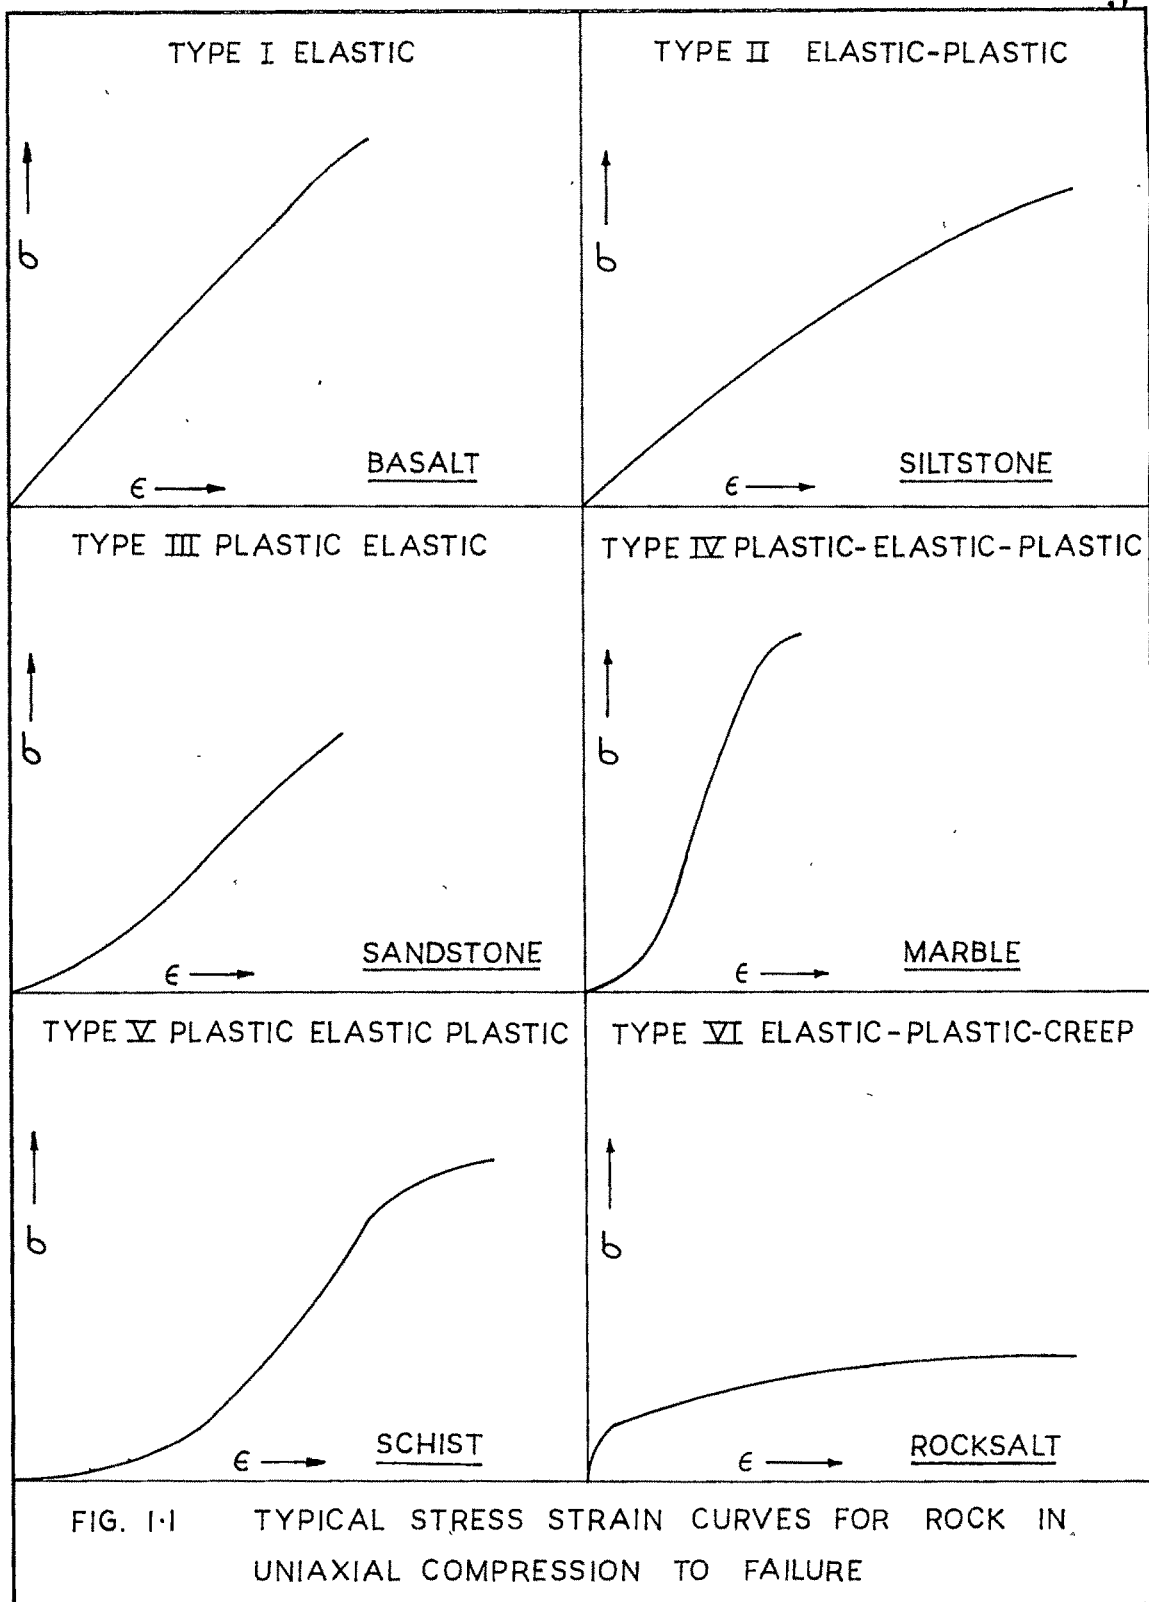 TYPE I ELASTIC
σ
ϵ
BASALT
TYPE II ELASTIC-PLASTIC
σ
ϵ
SILTSTONE
TYPE III PLASTIC ELASTIC
σ
ϵ
SANDSTONE
TYPE IV PLASTIC-ELASTIC-PLASTIC
σ
ϵ
MARBLE
TYPE V PLASTIC ELASTIC PLASTIC
σ
ϵ
SCHIST
TYPE VI ELASTIC-PLASTIC-CREEP
σ
ϵ
ROCKSALT
FIG. 1·1 TYPICAL STRESS STRAIN CURVES FOR ROCK IN
UNIAXIAL COMPRESSION TO FAILURE